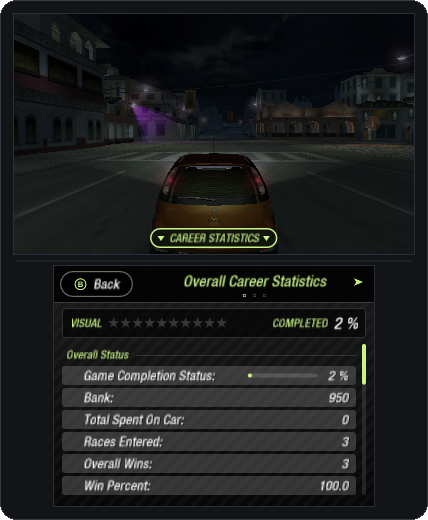 CAREER STATISTICS
B Back
Overall Career Statistics
VISUAL
COMPLETED 2 %
Overall Status
Game Completion Status: 2 %
Bank: 950
Total Spent On Car: 0
Races Entered: 3
Overall Wins: 3
Win Percent: 100.0